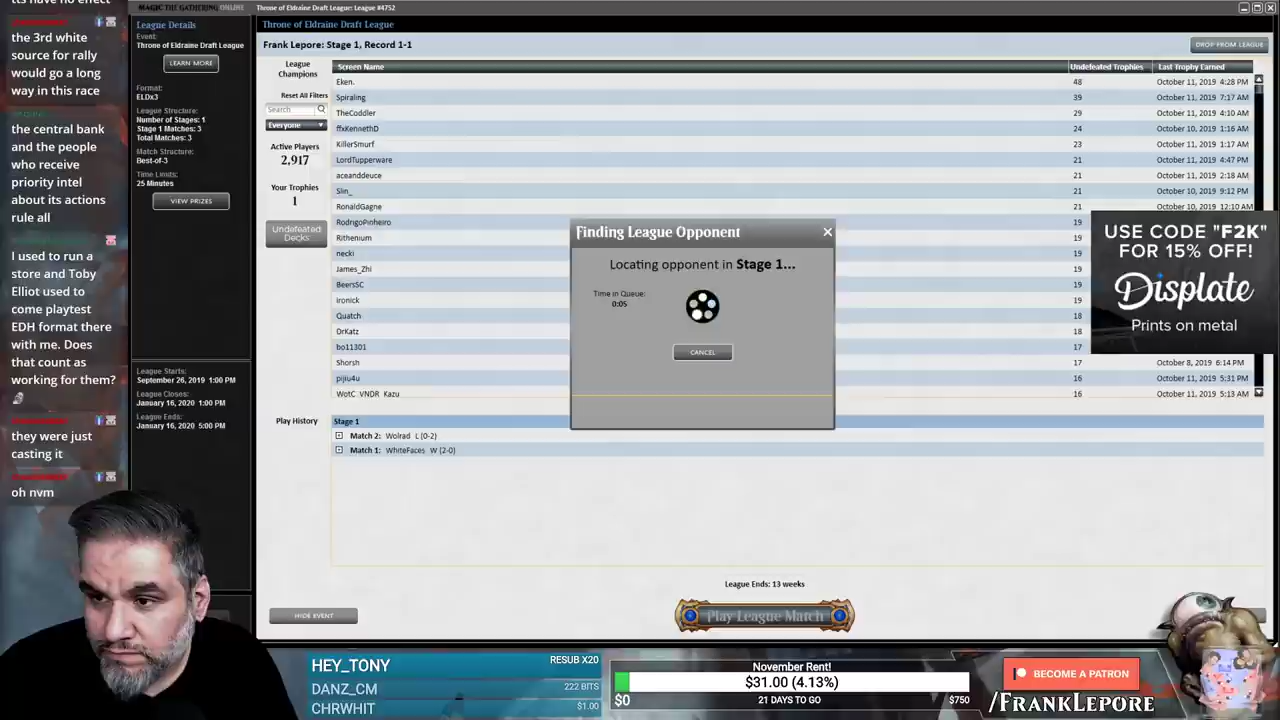 MAGIC: THE GATHERING ONLINE
Throne of Eldraine Draft League: League #4752
its have no effect
the 3rd white
source for rally
would go a long
way in this race
the central bank
and the people
who receive
priority intel
about its actions
rule all
I used to run a
store and Toby
Elliot used to
come playtest
EDH format there
with me. Does
that count as
working for them?
they were just
casting it
oh nvm
League Details
Event:
Throne of Eldraine Draft League
LEARN MORE
Format:
ELDx3
League Structure:
Number of Stages: 1
Stage 1 Matches: 3
Total Matches: 3
Match Structure:
Best-of-3
Time Limits:
25 Minutes
VIEW PRIZES
League Starts:
September 26, 2019 1:00 PM
League Closes:
January 16, 2020 1:00 PM
League Ends:
January 16, 2020 5:00 PM
Throne of Eldraine Draft League
Frank Lepore: Stage 1, Record 1-1
DROP FROM LEAGUE
League
Champions
Reset All Filters
Search
Everyone
Active Players
2,917
Your Trophies
1
Undefeated
Decks
Screen Name Undefeated Trophies Last Trophy Earned
Eken. 48 October 11, 2019 4:28 PM
Spiraling 39 October 11, 2019 7:17 AM
TheCoddler 29 October 11, 2019 4:10 AM
ffxKennethD 24 October 10, 2019 1:16 AM
KillerSmurf 23 October 11, 2019 1:17 AM
LordTupperware 21 October 11, 2019 4:47 PM
aceanddeuce 21 October 11, 2019 2:18 AM
Slin_ 21 October 10, 2019 9:12 PM
RonaldGagne 21 October 10, 2019 12:10 AM
RodrigoPinheiro 19
Rithenium 19
necki 19
James_Zhi 19
BeersSC 19
ironick 19
Quatch 18
DrKatz 18
bo11301 17
Shorsh 17 October 8, 2019 6:14 PM
pijiu4u 16 October 11, 2019 5:31 PM
WotC_VNDR_Kazu 16 October 11, 2019 5:13 AM
Finding League Opponent
Locating opponent in Stage 1...
Time in Queue:
0:05
CANCEL
USE CODE "F2K"
FOR 15% OFF!
Displate
Prints on metal
Play History
Stage 1
Match 2: Wolrad L (0-2)
Match 1: WhiteFaces W (2-0)
League Ends: 13 weeks
HIDE EVENT
Play League Match
HEY_TONY RESUB X20
DANZ_CM 222 BITS
CHRWHIT $1.00
November Rent!
$31.00 (4.13%)
$0 21 DAYS TO GO $750
BECOME A PATRON
/FRANKLEPORE